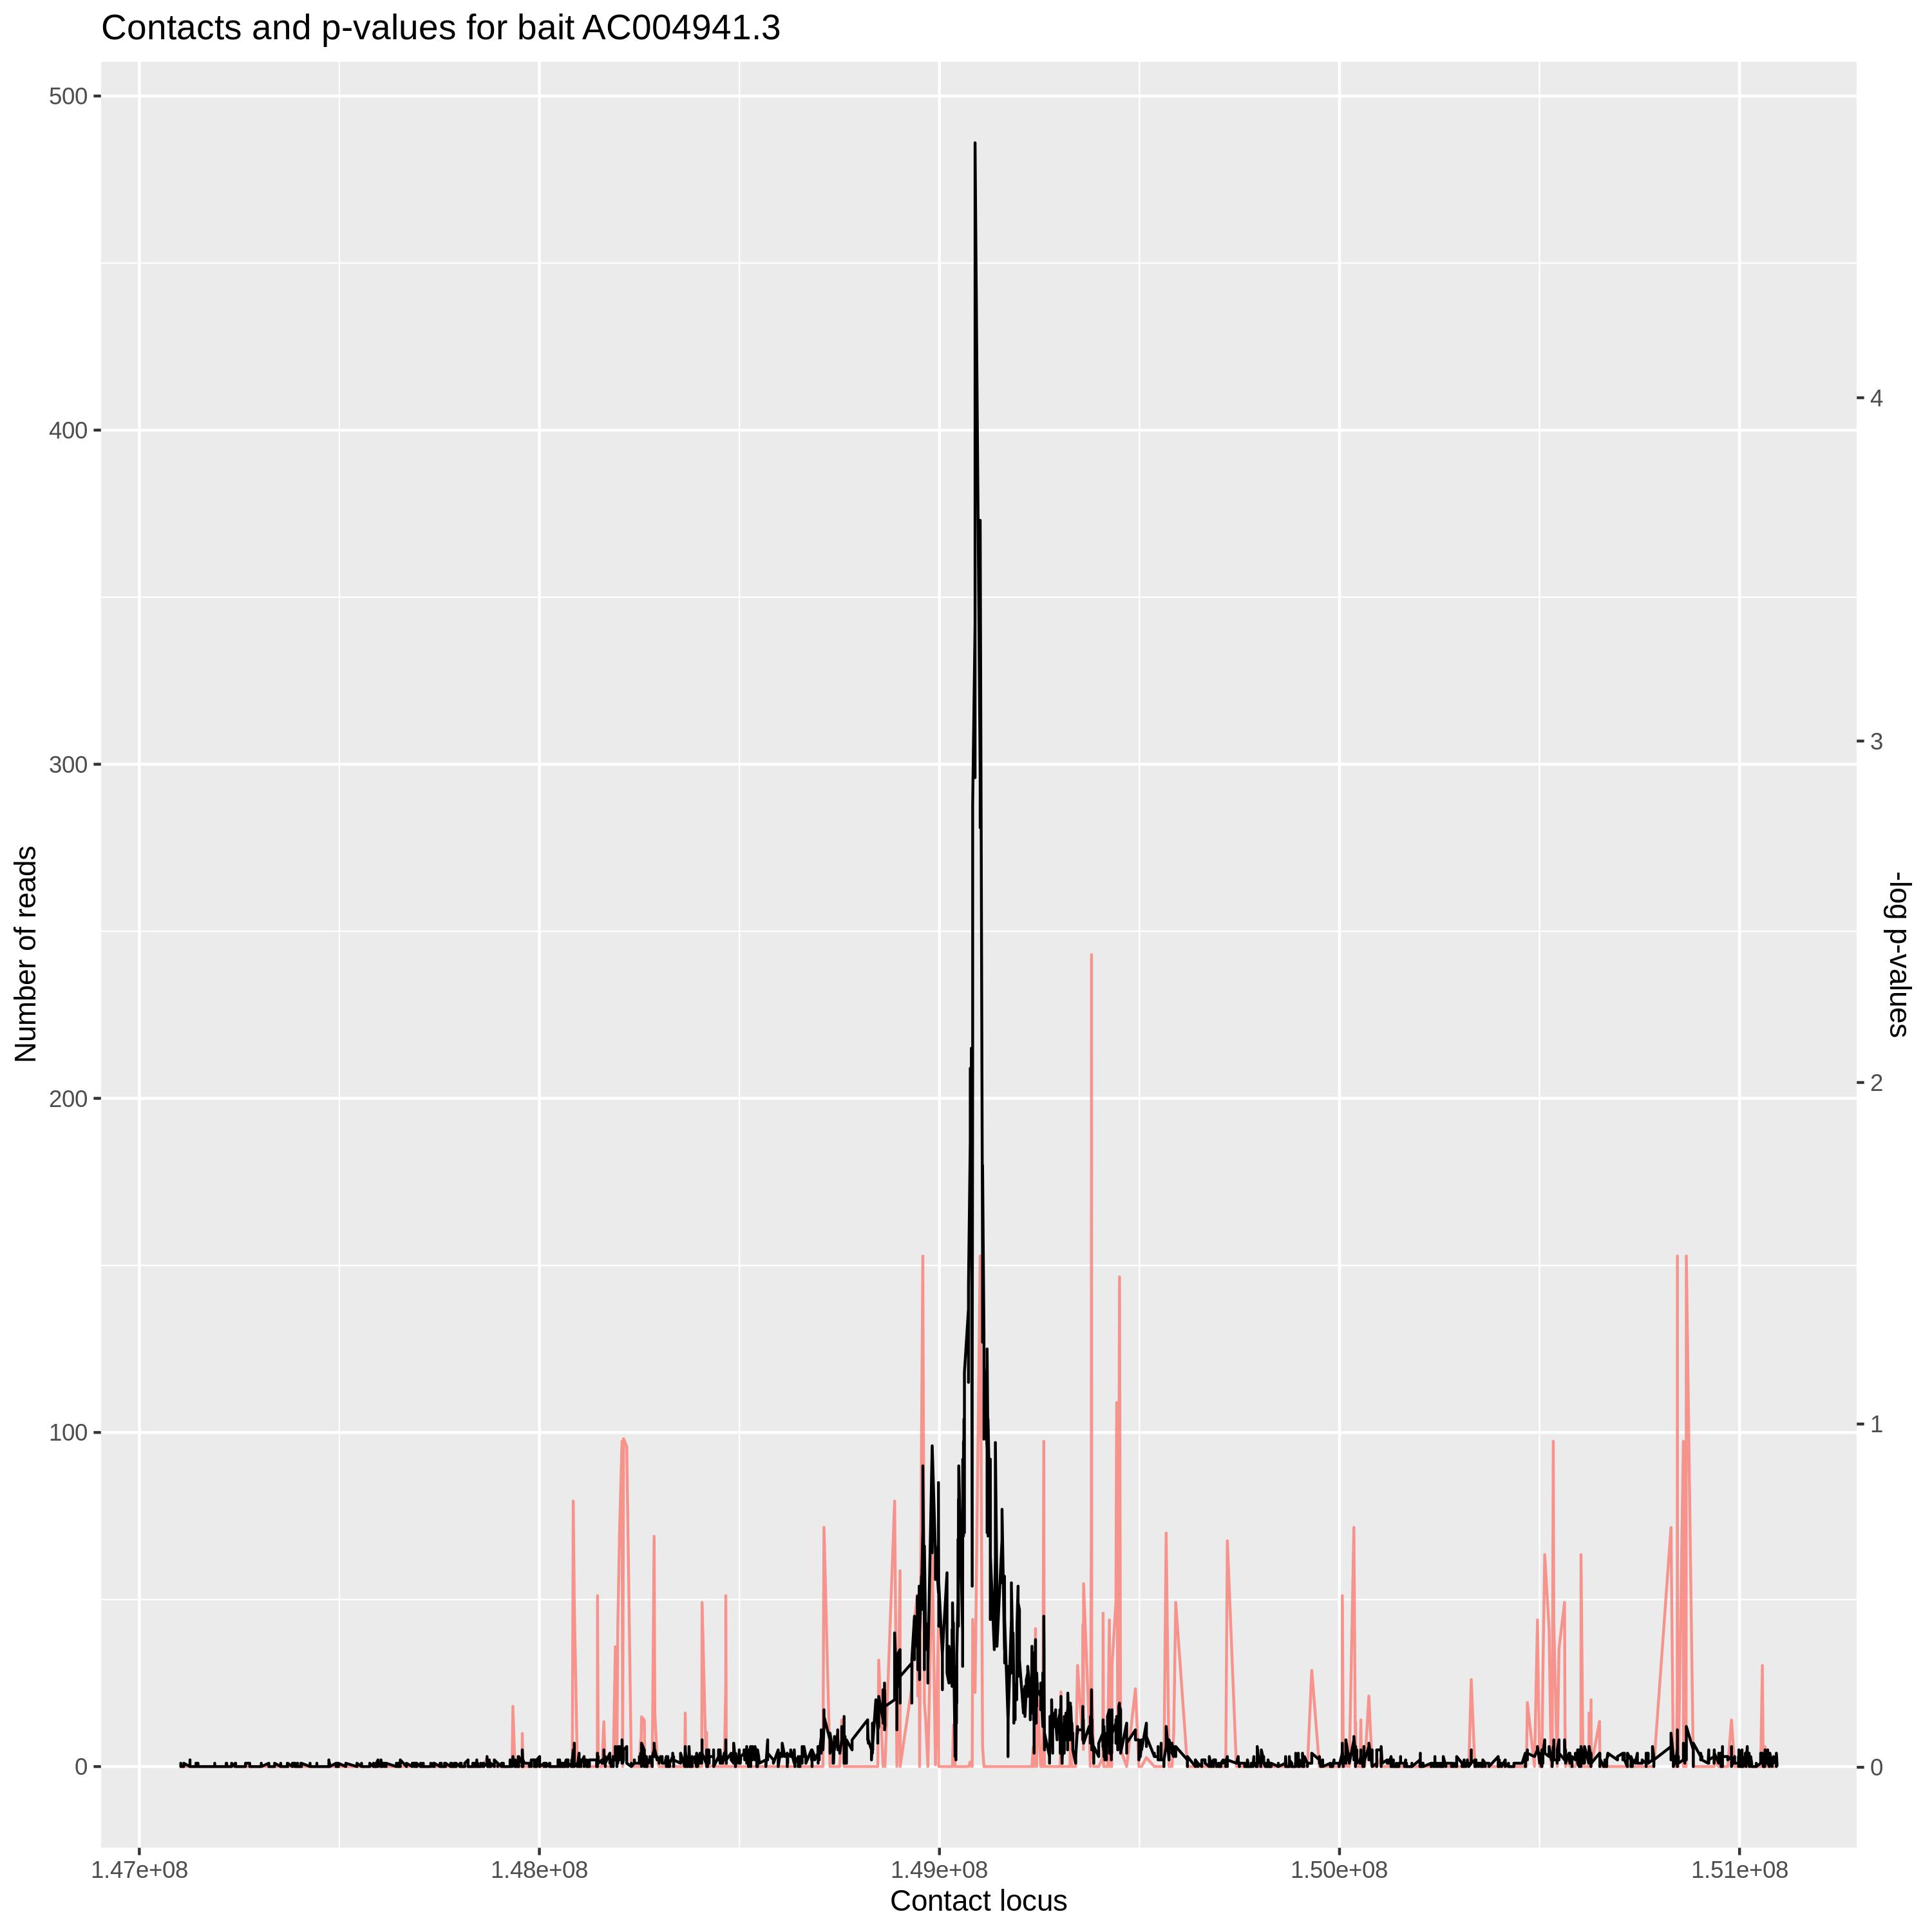 Contacts and p-values for bait AC004941.3
500
400
300
200
100
0
Number of reads
4
3
2
1
0
-log p-values
1.47e+08
1.48e+08
1.49e+08
1.50e+08
1.51e+08
Contact locus